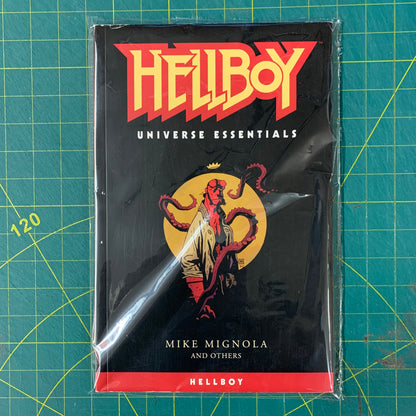 HELLBOY
UNIVERSE ESSENTIALS
120
MIKE MIGNOLA
AND OTHERS
HELLBOY